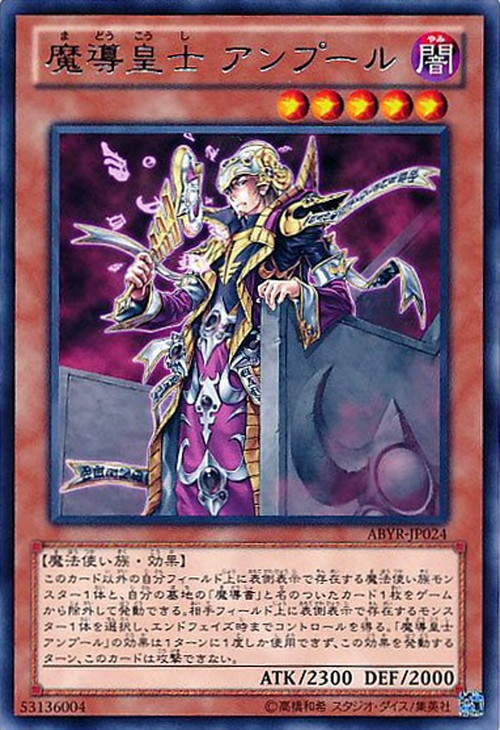 魔導皇士 アンプール 闇
ABYR-JP024
【魔法使い族・効果】
このカード以外の自分フィールド上に表側表示で存在する魔法使い族モン
スター1体と、自分の墓地の「魔導書」と名のついたカード1枚をゲーム
から除外して発動できる。相手フィールド上に表側表示で存在するモンス
ター1体を選択し、エンドフェイズ時までコントロールを得る。「魔導皇士
アンプール」の効果は1ターンに1度しか使用できず、この効果を発動する
ターン、このカードは攻撃できない。
ATK/2300 DEF/2000
53136004 ©高橋和希 スタジオ・ダイス/集英社